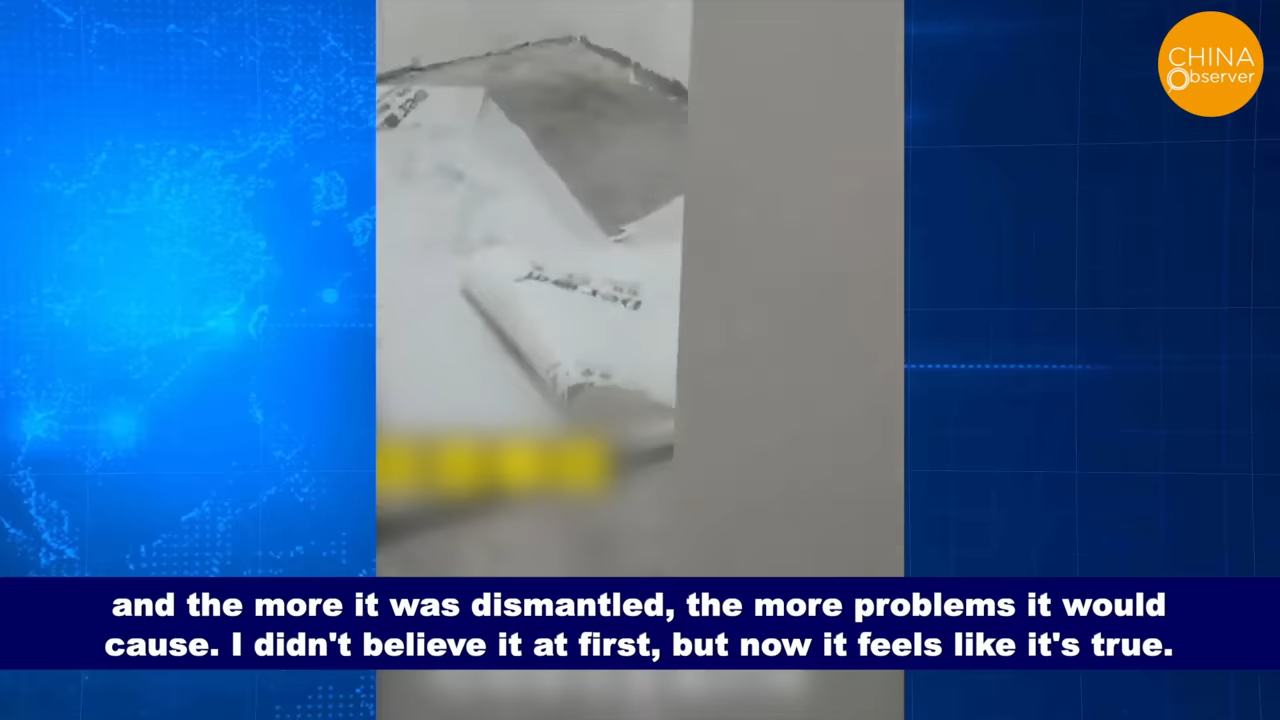 CHINA
Observer
and the more it was dismantled, the more problems it would
cause. I didn't believe it at first, but now it feels like it's true.